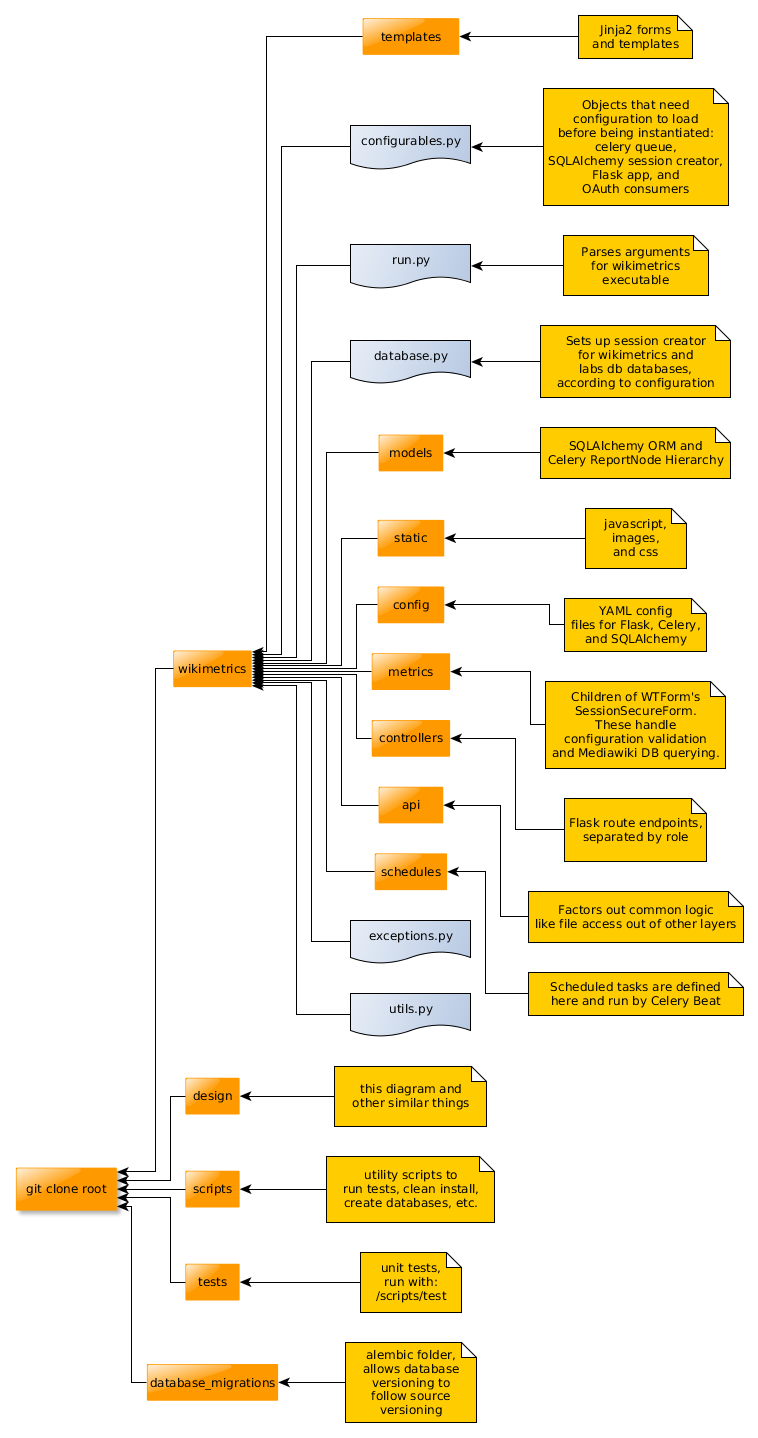 templates
Jinja2 forms
and templates
configurables.py
Objects that need
configuration to load
before being instantiated:
celery queue,
SQLAlchemy session creator,
Flask app, and
OAuth consumers
run.py
Parses arguments
for wikimetrics
executable
database.py
Sets up session creator
for wikimetrics and
labs db databases,
according to configuration
models
SQLAlchemy ORM and
Celery ReportNode Hierarchy
static
javascript,
images,
and css
config
YAML config
files for Flask, Celery,
and SQLAlchemy
wikimetrics
metrics
Children of WTForm's
SessionSecureForm.
These handle
configuration validation
and Mediawiki DB querying.
controllers
Flask route endpoints,
separated by role
api
Factors out common logic
like file access out of other layers
schedules
Scheduled tasks are defined
here and run by Celery Beat
exceptions.py
utils.py
design
this diagram and
other similar things
git clone root
scripts
utility scripts to
run tests, clean install,
create databases, etc.
tests
unit tests,
run with:
/scripts/test
database_migrations
alembic folder,
allows database
versioning to
follow source
versioning